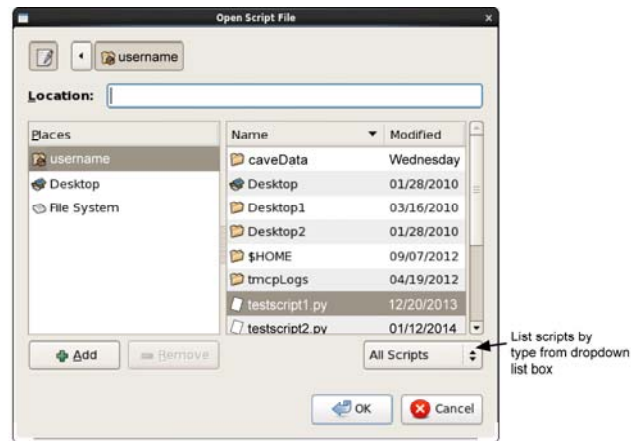 Open Script File x
username
Location:
Places
username
Desktop
File System
Name Modified
caveData Wednesday
Desktop 01/28/2010
Desktop1 03/16/2010
Desktop2 01/28/2010
$HOME 09/07/2012
tmcpLogs 04/19/2012
testscript1.py 12/20/2013
testscript2.py 01/12/2014
Add Remove All Scripts
List scripts by
type from dropdown
list box
OK Cancel